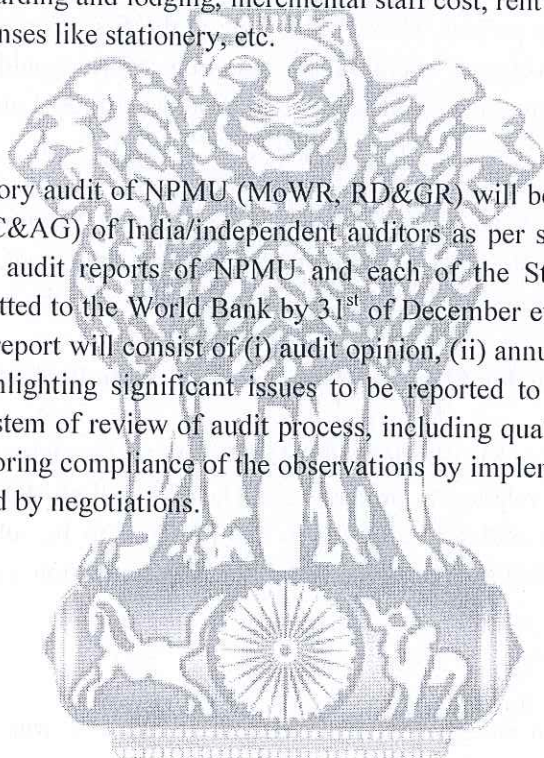 arding and lodging, incremental staff cost, rent
nses like stationery, etc.
ory audit of NPMU (MoWR, RD&GR) will be
C&AG) of India/independent auditors as per s
audit reports of NPMU and each of the St
tted to the World Bank by 31st of December e
report will consist of (i) audit opinion, (ii) annu
hlighting significant issues to be reported to
stem of review of audit process, including qual
oring compliance of the observations by implem
d by negotiations.